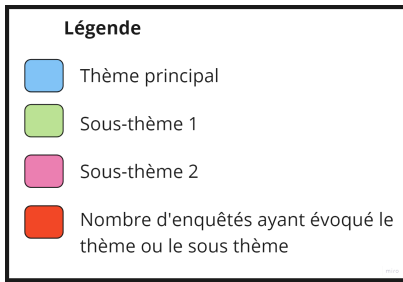 Légende
Thème principal
Sous-thème 1
Sous-thème 2
Nombre d'enquêtés ayant évoqué le
thème ou le sous thème
miro